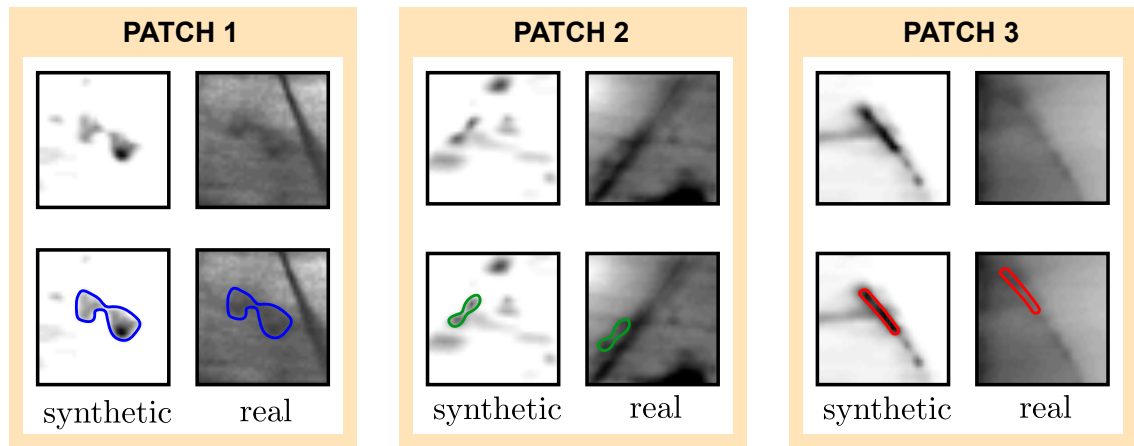 PATCH 1
PATCH 2
PATCH 3
synthetic real
synthetic real
synthetic real